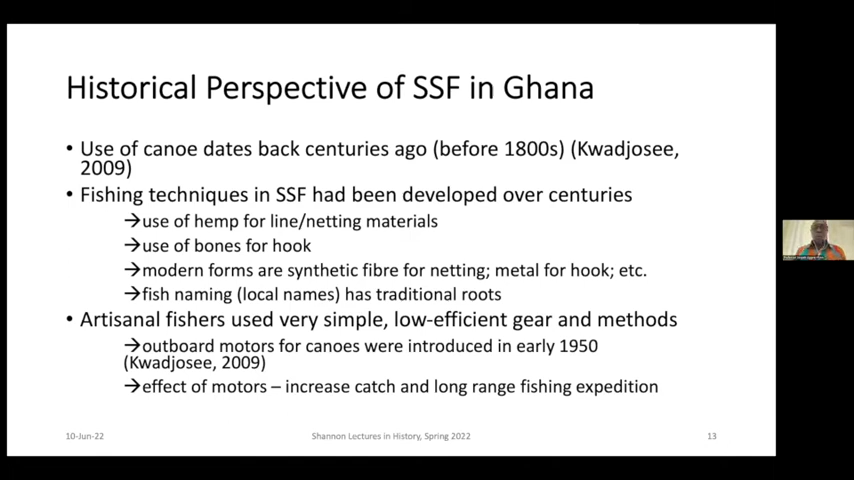 Historical Perspective of SSF in Ghana
• Use of canoe dates back centuries ago (before 1800s) (Kwadjosee,
2009)
• Fishing techniques in SSF had been developed over centuries
→use of hemp for line/netting materials
→use of bones for hook
→modern forms are synthetic fibre for netting; metal for hook; etc.
→fish naming (local names) has traditional roots
• Artisanal fishers used very simple, low-efficient gear and methods
→outboard motors for canoes were introduced in early 1950
(Kwadjosee, 2009)
→effect of motors – increase catch and long range fishing expedition
10-Jun-22
Shannon Lectures in History, Spring 2022
13